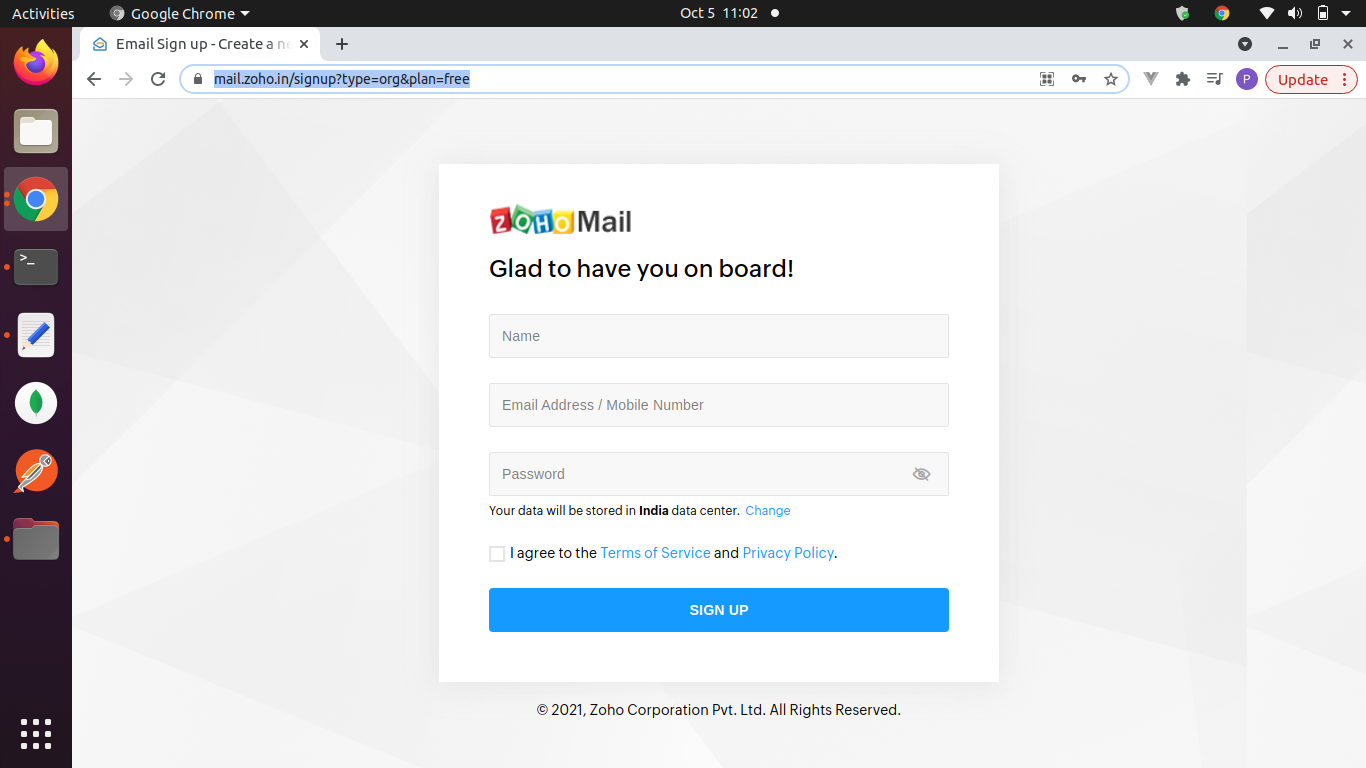 Activities
Google Chrome
Oct 5 11:02
Email Sign up - Create a ne
mail.zoho.in/signup?type=org&plan=free
P
Update
>_
ZOHO Mail
Glad to have you on board!
Name
Email Address / Mobile Number
Password
Your data will be stored in India data center. Change
I agree to the Terms of Service and Privacy Policy.
SIGN UP
© 2021, Zoho Corporation Pvt. Ltd. All Rights Reserved.